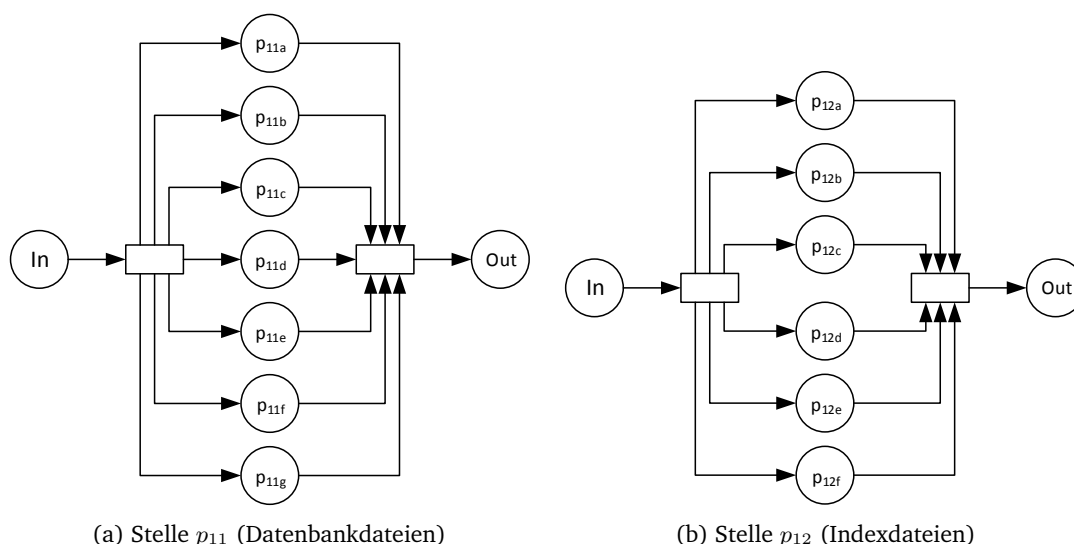 p11a
p11b
p11c
In
p11d
Out
p11e
p11f
p11g
(a) Stelle p11 (Datenbankdateien)
p12a
p12b
p12c
In
Out
p12d
p12e
p12f
(b) Stelle p12 (Indexdateien)